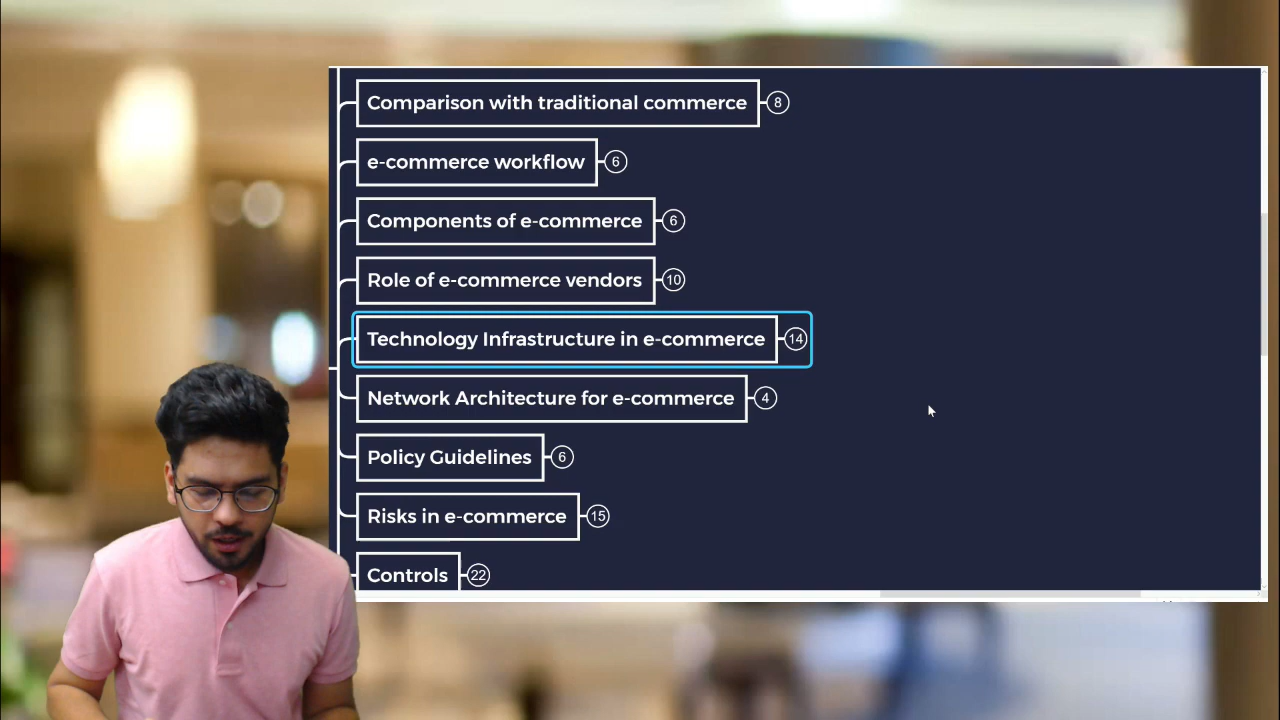 Comparison with traditional commerce 8
e-commerce workflow 6
Components of e-commerce 6
Role of e-commerce vendors 10
Technology Infrastructure in e-commerce 14
Network Architecture for e-commerce 4
Policy Guidelines 6
Risks in e-commerce 15
Controls 22